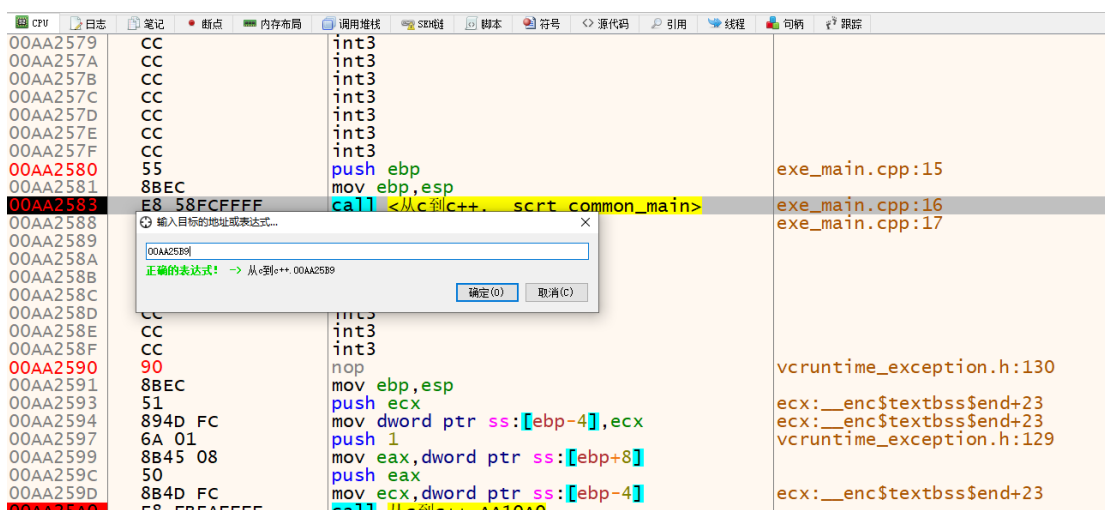 CPU 日志 笔记 断点 内存布局 调用堆栈 SEH链 脚本 符号 源代码 引用 线程 句柄 跟踪
00AA2579 CC int3
00AA257A CC int3
00AA257B CC int3
00AA257C CC int3
00AA257D CC int3
00AA257E CC int3
00AA257F CC int3
00AA2580 55 push ebp exe_main.cpp:15
00AA2581 8BEC mov ebp,esp
00AA2583 E8 58FCFFFF call <从c到c++.__scrt_common_main> exe_main.cpp:16
00AA2588 exe_main.cpp:17
00AA2589
00AA258A
00AA258B
00AA258C
输入目标的地址或表达式...
00AA25B9
正确的表达式! -> 从c到c++.00AA25B9
确定(O) 取消(C)
00AA258D CC int3
00AA258E CC int3
00AA258F CC int3
00AA2590 90 nop vcruntime_exception.h:130
00AA2591 8BEC mov ebp,esp
00AA2593 51 push ecx ecx:__enc$textbss$end+23
00AA2594 894D FC mov dword ptr ss:[ebp-4],ecx ecx:__enc$textbss$end+23
00AA2597 6A 01 push 1 vcruntime_exception.h:129
00AA2599 8B45 08 mov eax,dword ptr ss:[ebp+8]
00AA259C 50 push eax
00AA259D 8B4D FC mov ecx,dword ptr ss:[ebp-4] ecx:__enc$textbss$end+23